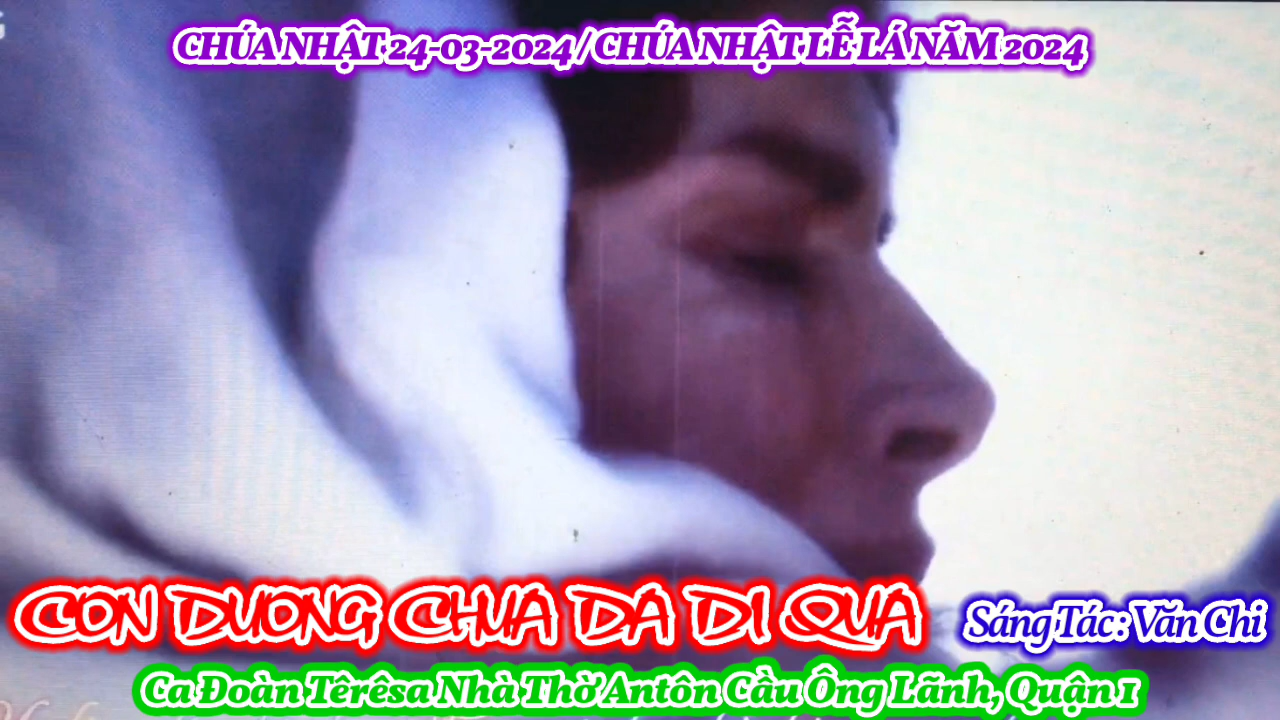 CHÚA NHẬT 24-03-2024 / CHÚA NHẬT LỄ LÁ NĂM 2024
CON DUONG CHUA DA DI QUA
Sáng Tác : Văn Chi
Ca Đoàn Têrêsa Nhà Thờ Antôn Cầu Ông Lãnh, Quận 1